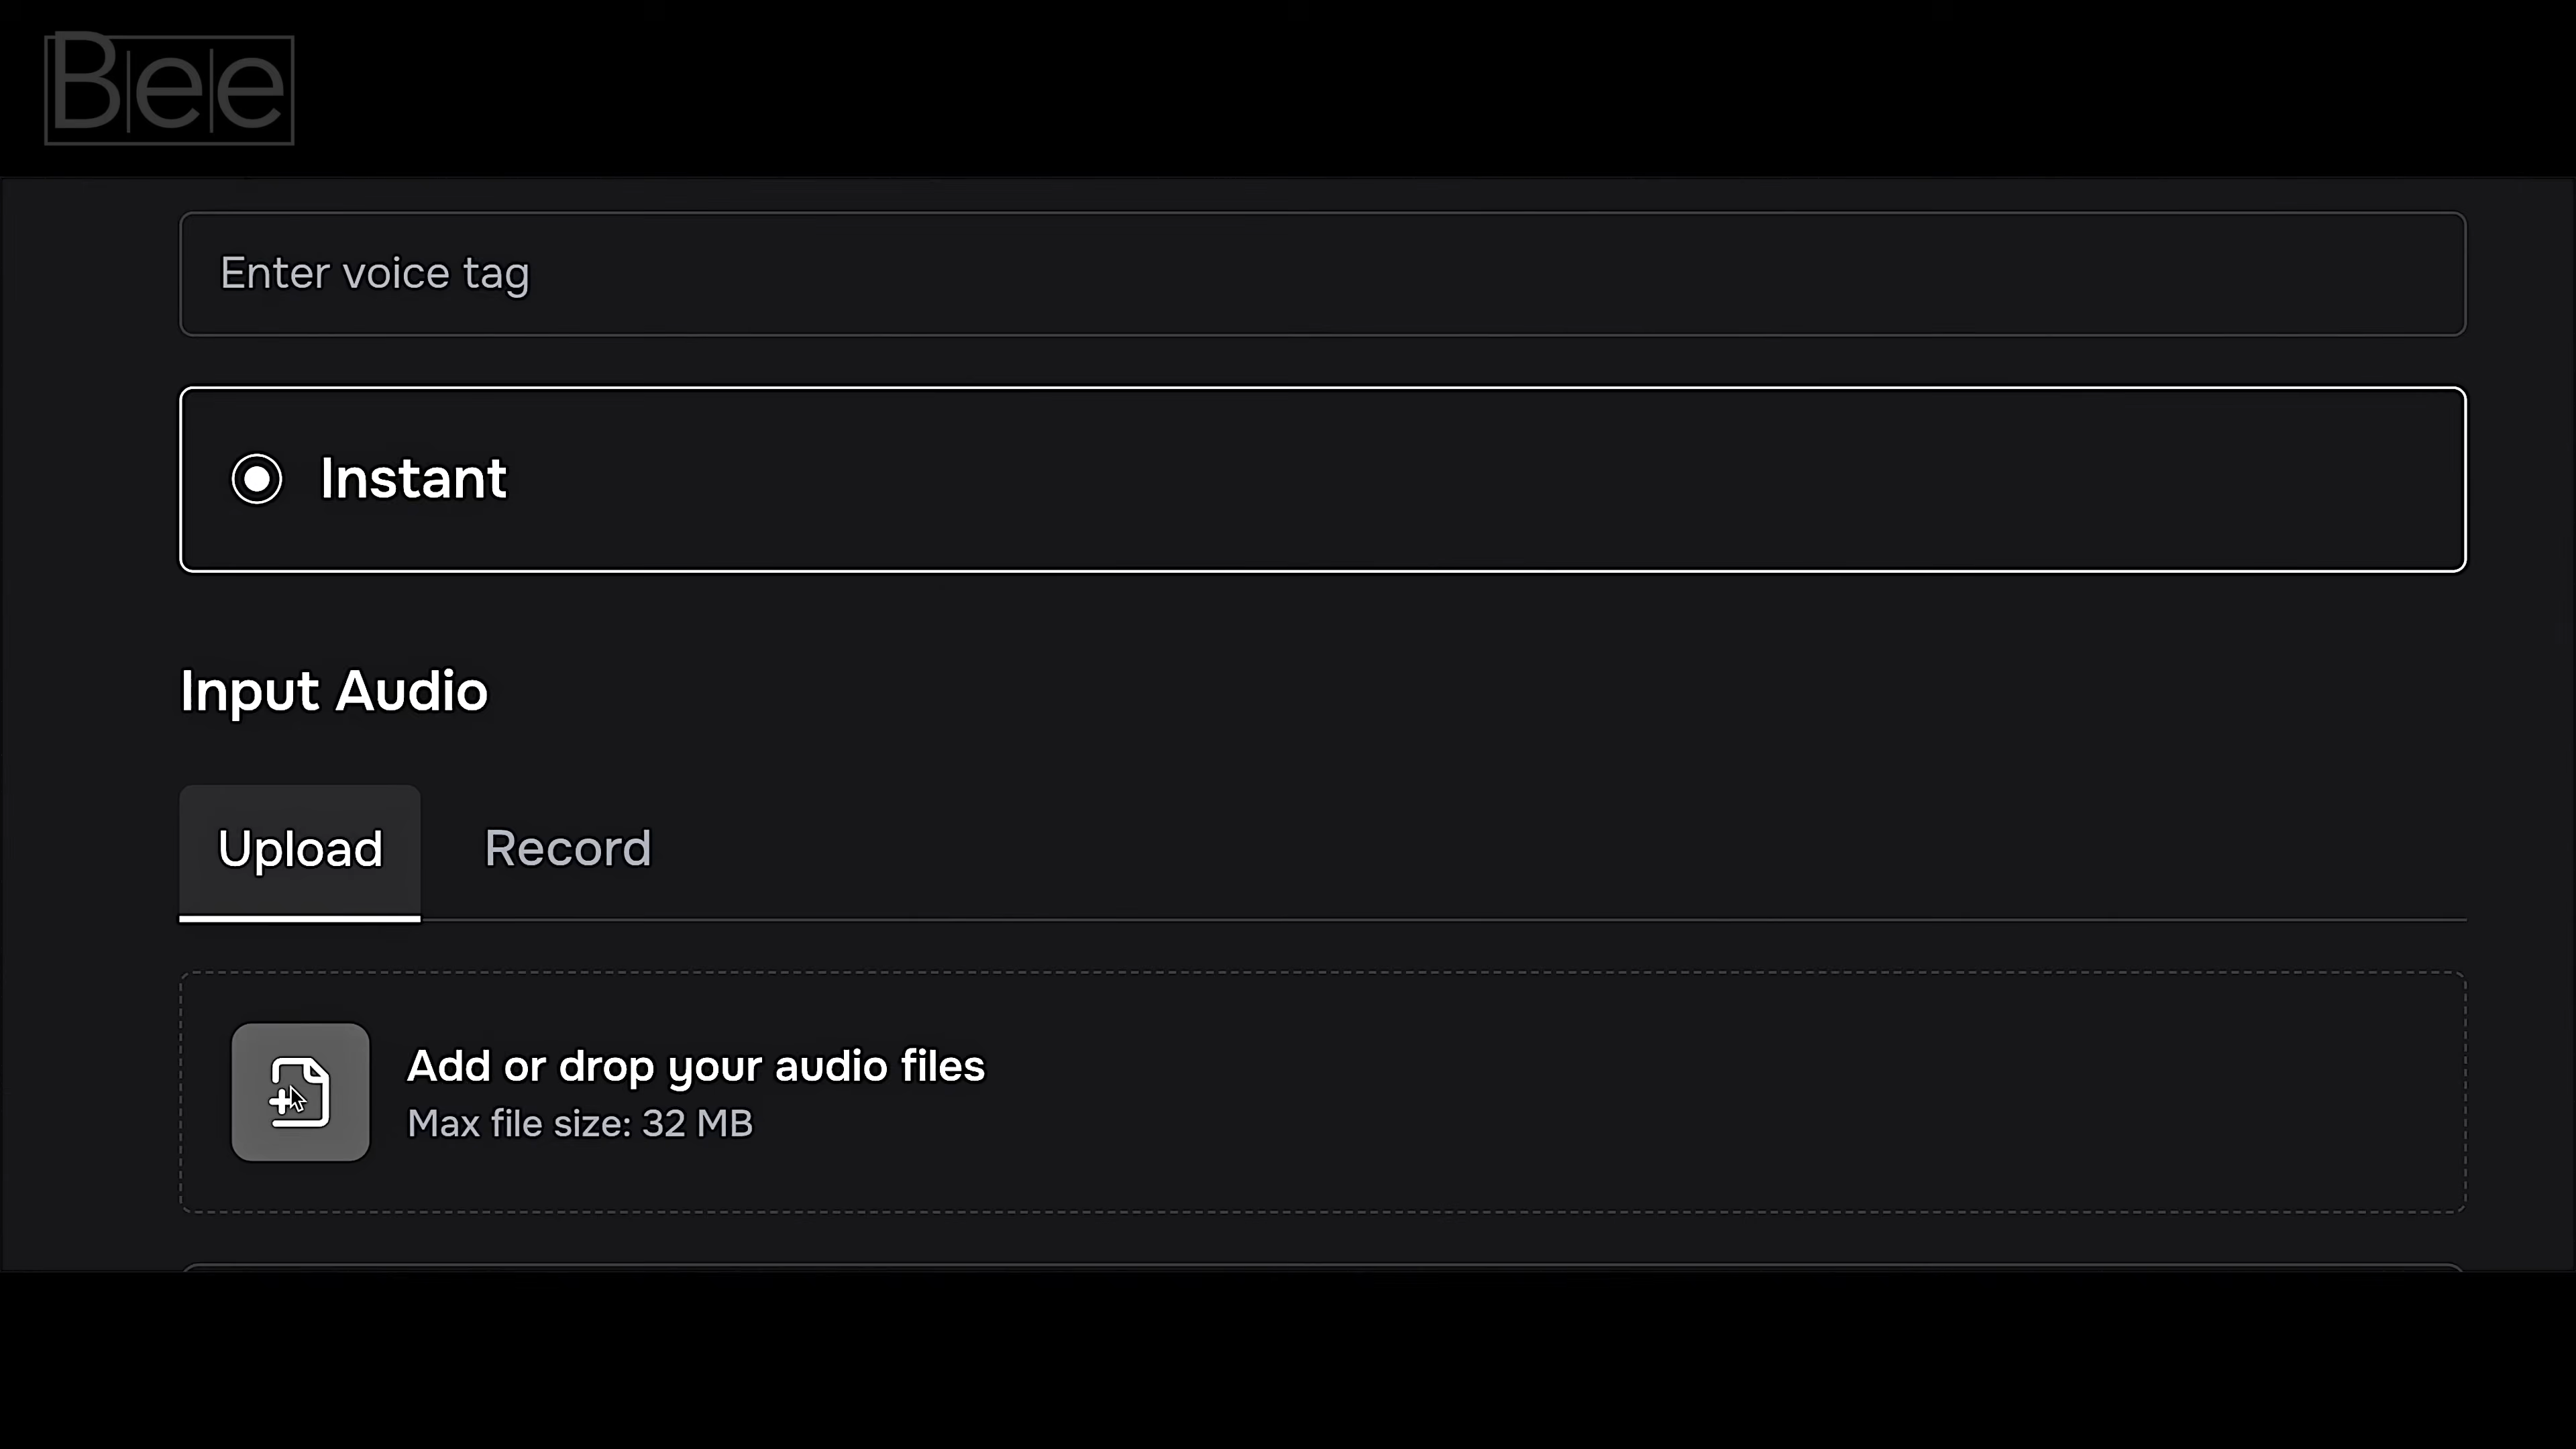 Bee
Enter voice tag
Instant
Input Audio
Upload Record
Add or drop your audio files
Max file size: 32 MB